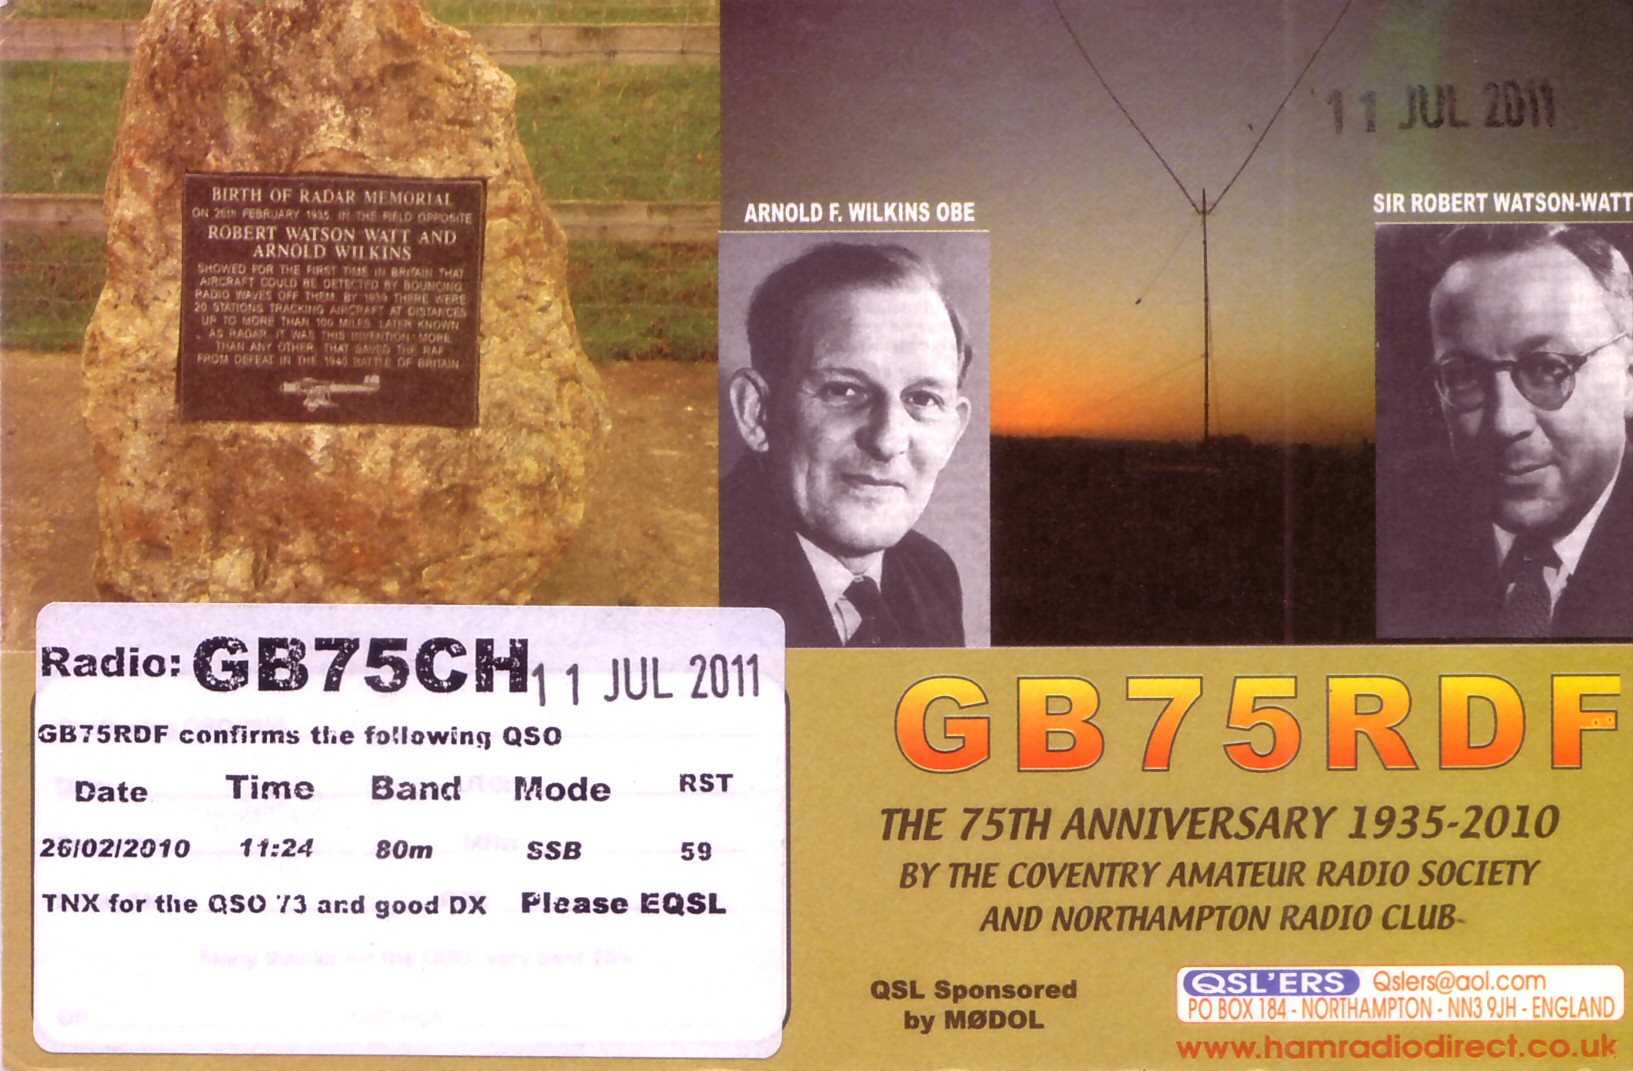 BIRTH OF RADAR MEMORIAL
ON 26th FEBRUARY 1935, IN THE FIELD OPPOSITE
ROBERT WATSON WATT AND
ARNOLD WILKINS
SHOWED FOR THE FIRST TIME IN BRITAIN THAT
AIRCRAFT COULD BE DETECTED BY BOUNCING
RADIO WAVES OFF THEM. BY 1939 THERE WERE
20 STATIONS TRACKING AIRCRAFT AT DISTANCES
UP TO MORE THAN 100 MILES. LATER KNOWN
AS RADAR, IT WAS THIS INVENTION, MORE
THAN ANY OTHER, THAT SAVED THE RAF
FROM DEFEAT IN THE 1940 BATTLE OF BRITAIN
11 JUL 2011
ARNOLD F. WILKINS OBE
SIR ROBERT WATSON-WATT
Radio: GB75CH
11 JUL 2011
GB75RDF confirms the following QSO
Date Time Band Mode RST
26/02/2010 11:24 80m SSB 59
TNX for the QSO 73 and good DX Please EQSL
GB75RDF
THE 75TH ANNIVERSARY 1935-2010
BY THE COVENTRY AMATEUR RADIO SOCIETY
AND NORTHAMPTON RADIO CLUB
QSL Sponsored
by MØDOL
QSL'ERS Qslers@aol.com
PO BOX 184 - NORTHAMPTON - NN3 9JH - ENGLAND
www.hamradiodirect.co.uk